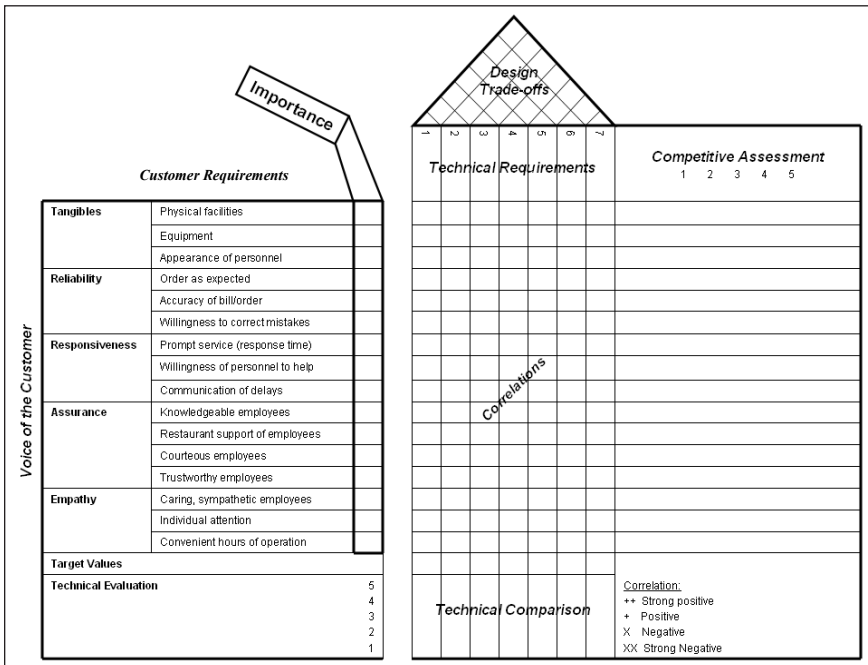 Design
Trade-offs
Importance
1 2 3 4 5 6 7
Customer Requirements
Technical Requirements
Competitive Assessment
1 2 3 4 5
Voice of the Customer
Tangibles
Physical facilities
Equipment
Appearance of personnel
Reliability
Order as expected
Accuracy of bill/order
Willingness to correct mistakes
Responsiveness
Prompt service (response time)
Willingness of personnel to help
Communication of delays
Assurance
Knowledgeable employees
Restaurant support of employees
Courteous employees
Trustworthy employees
Empathy
Caring, sympathetic employees
Individual attention
Convenient hours of operation
Correlations
Target Values
Technical Evaluation
5
4
3
2
1
Technical Comparison
Correlation:
++ Strong positive
+ Positive
X Negative
XX Strong Negative